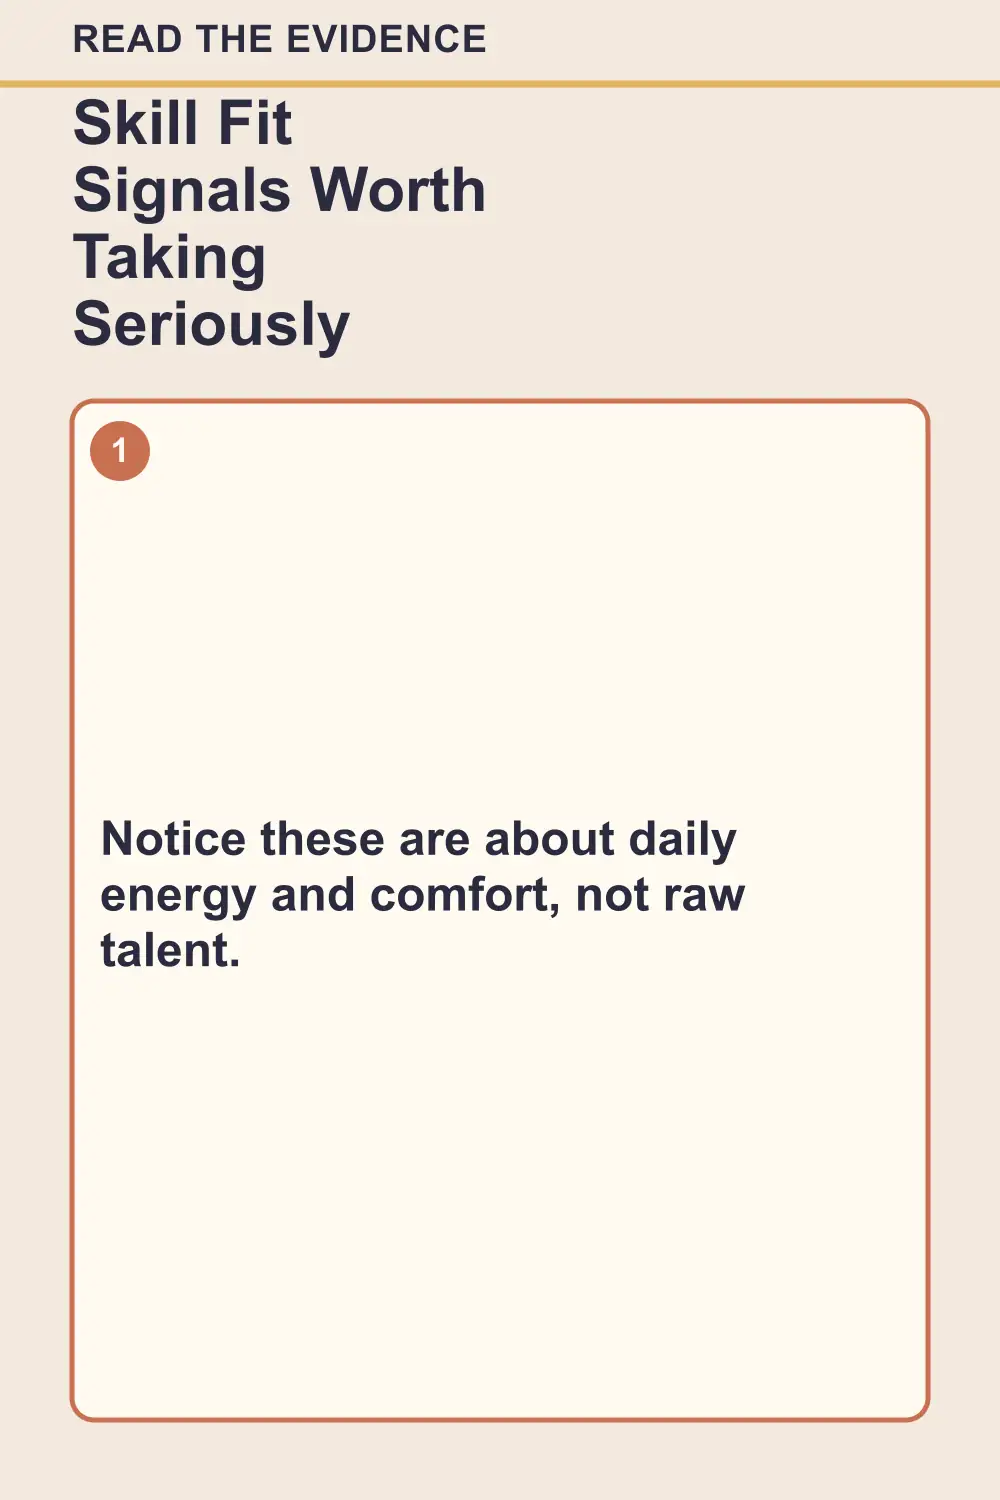 READ THE EVIDENCE
Skill Fit
Signals Worth
Taking
Seriously
1
Notice these are about daily
energy and comfort, not raw
talent.